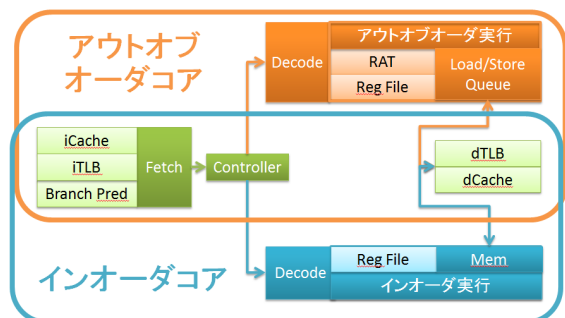 アウトオブ
オーダコア
Decode
アウトオブオーダ実行
RAT
Reg File
Load/Store
Queue
iCache
iTLB
Branch Pred
Fetch
Controller
dTLB
dCache
インオーダコア
Decode
Reg File
Mem
インオーダ実行